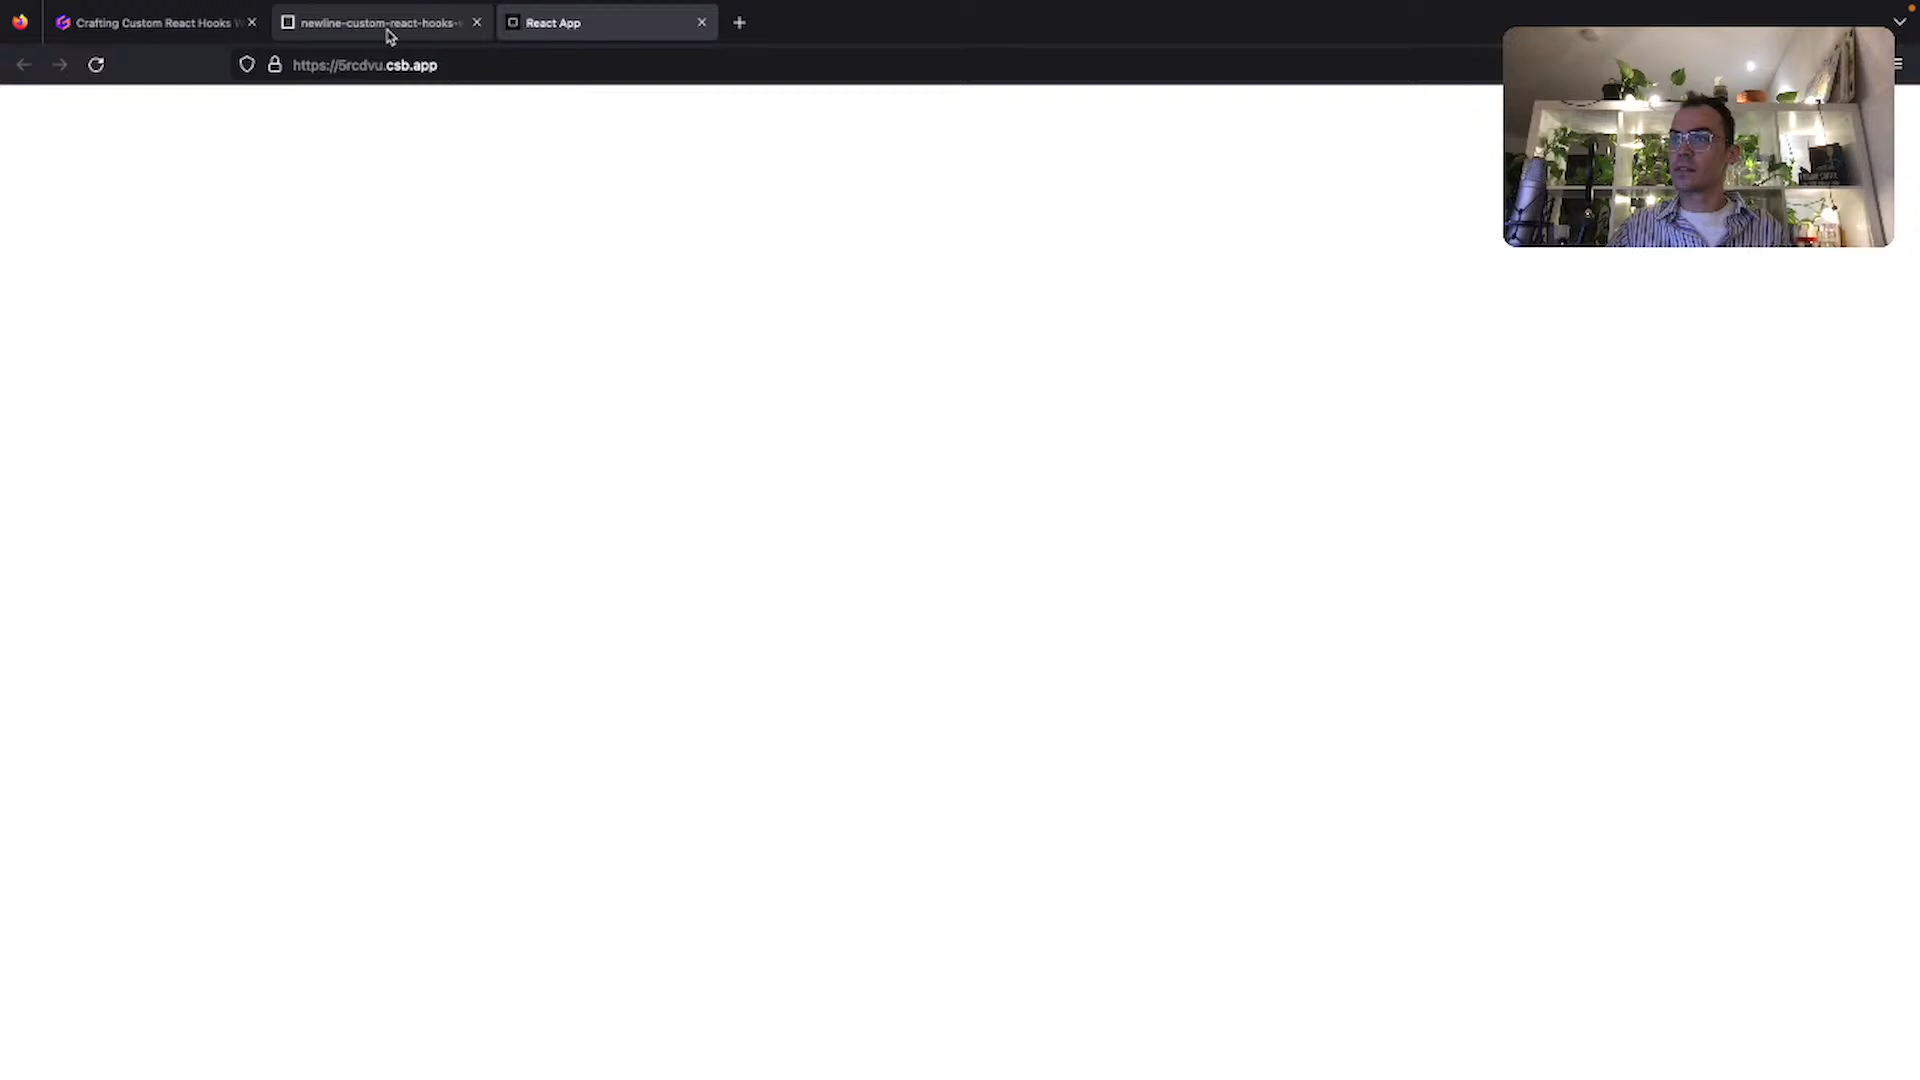 Crafting Custom React Hooks
newline-custom-react-hooks-
React App
https://5rcdvu.csb.app